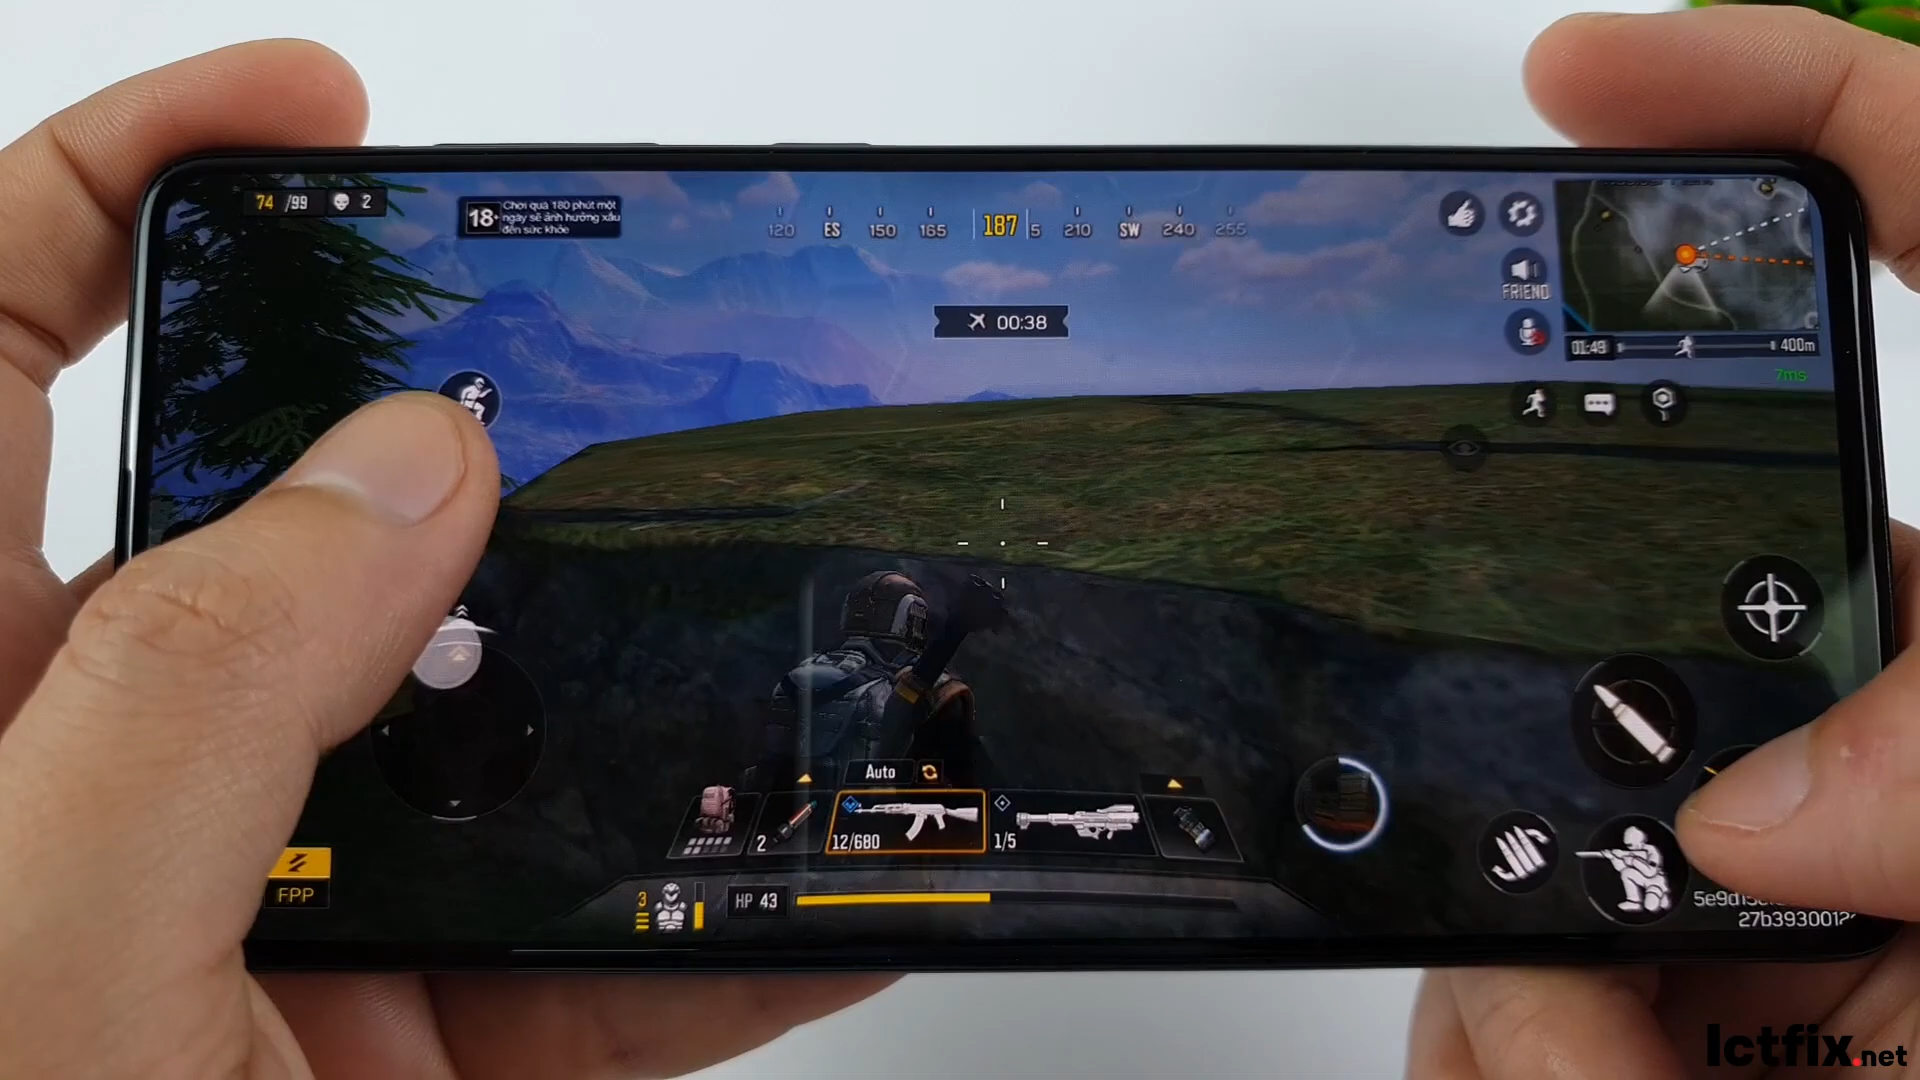 74 /99 2
18+
Chơi quá 180 phút một
ngày sẽ ảnh hưởng xấu
đến sức khỏe
120 ES 150 165 187 5 210 SW 240 255
00:38
FRIEND
01:49 400m
7ms
Auto
2
12/680
1/5
FPP
3
HP 43
27b3930012
Ictfix.net